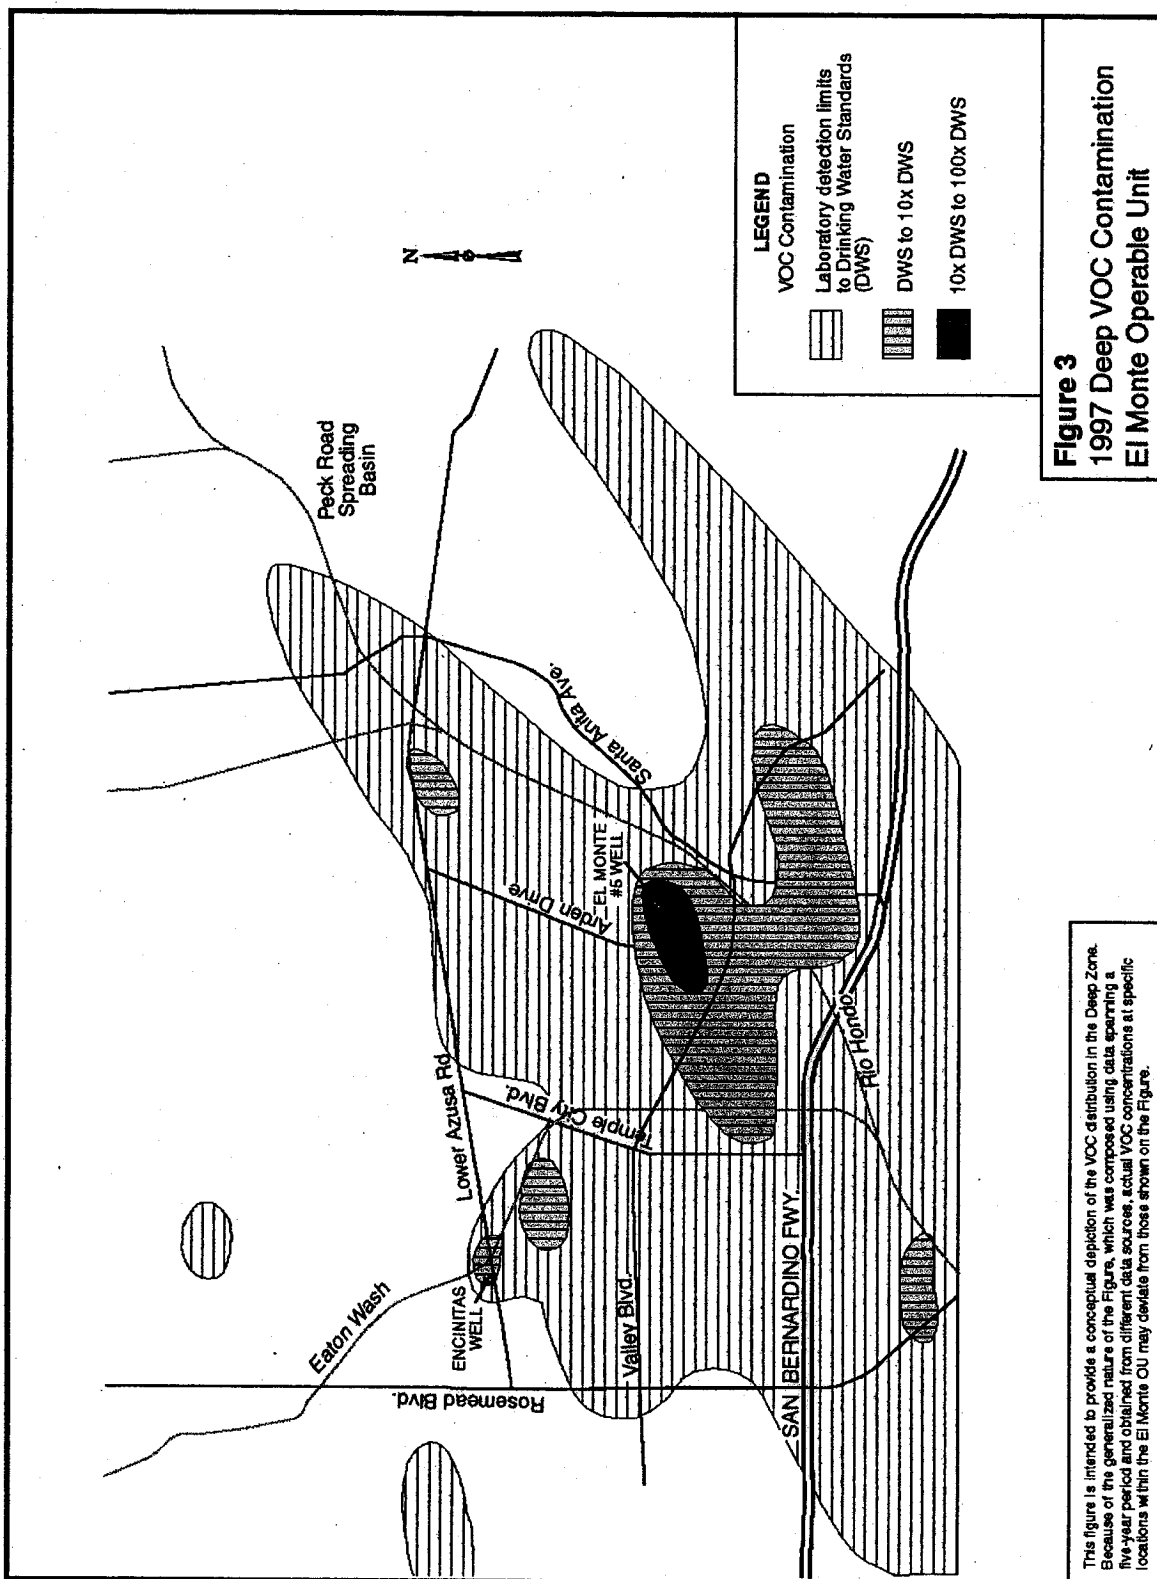 Peck Road
Spreading
Basin
N
Santa Anita Ave.
EL MONTE
#5 WELL
Arden Drive
Lower Azusa Rd
Temple City Blvd.
Eaton Wash
ENCINITAS
WELL
Rosemead Blvd.
Valley Blvd.
SAN BERNARDINO FWY.
Rio Hondo
LEGEND
VOC Contamination
Laboratory detection limits
to Drinking Water Standards
(DWS)
DWS to 10x DWS
10x DWS to 100x DWS
Figure 3
1997 Deep VOC Contamination
El Monte Operable Unit
This figure is intended to provide a conceptual depiction of the VOC distribution in the Deep Zone.
Because of the generalized nature of the Figure, which was composed using data spanning a
five-year period and obtained from different data sources, actual VOC concentrations at specific
locations within the El Monte OU may deviate from those shown on the Figure.